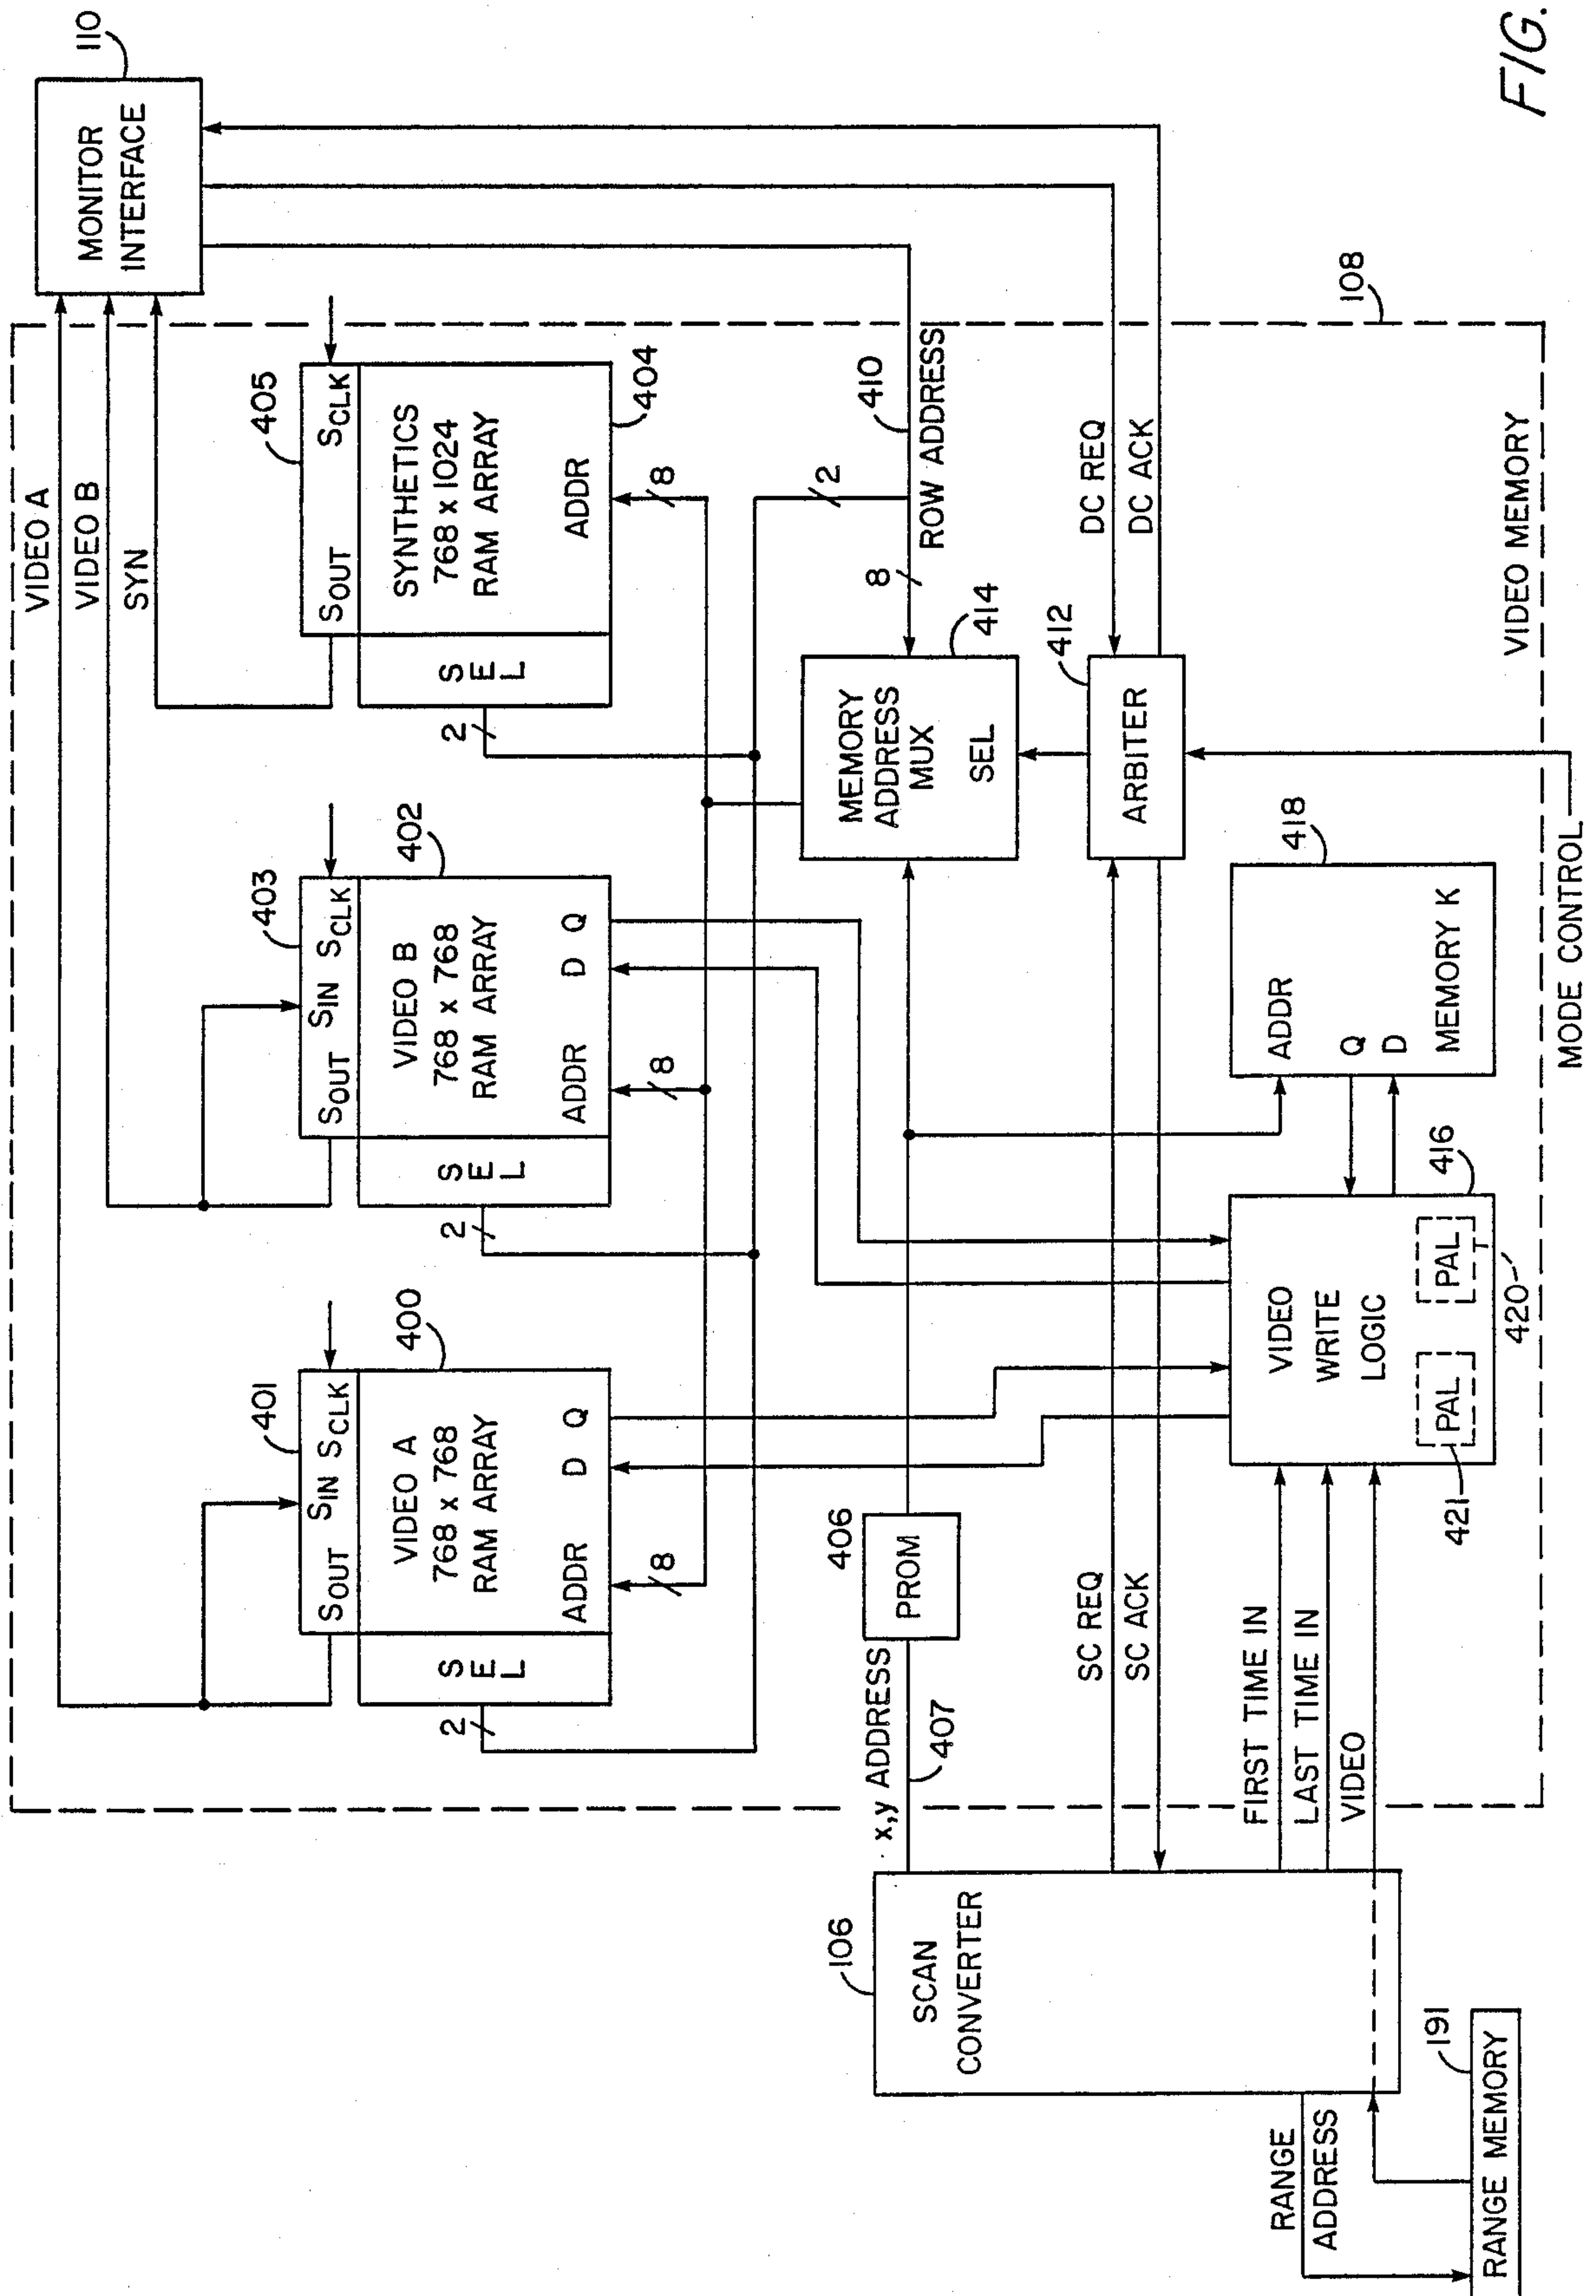 110
MONITOR
INTERFACE
VIDEO A
VIDEO B
SYN
405
SOUT SCLK
SYNTHETICS
768 x 1024
RAM ARRAY
ADDR
SEL
404
2
8
403
SOUT SIN SCLK
VIDEO B
768 x 768
RAM ARRAY
ADDR D Q
SEL
402
2
8
401
SOUT SIN SCLK
VIDEO A
768 x 768
RAM ARRAY
ADDR D Q
SEL
400
2
8
2
410
ROW ADDRESS
8
414
MEMORY
ADDRESS
MUX
SEL
406
PROM
x,y ADDRESS
407
DC REQ
DC ACK
108
412
ARBITER
SC REQ
SC ACK
418
ADDR
Q
D
MEMORY K
416
VIDEO
WRITE
LOGIC
PAL
PAL
421
420
FIRST TIME IN
LAST TIME IN
VIDEO
VIDEO MEMORY
MODE CONTROL
106
SCAN
CONVERTER
RANGE
ADDRESS
191
RANGE MEMORY
FIG.